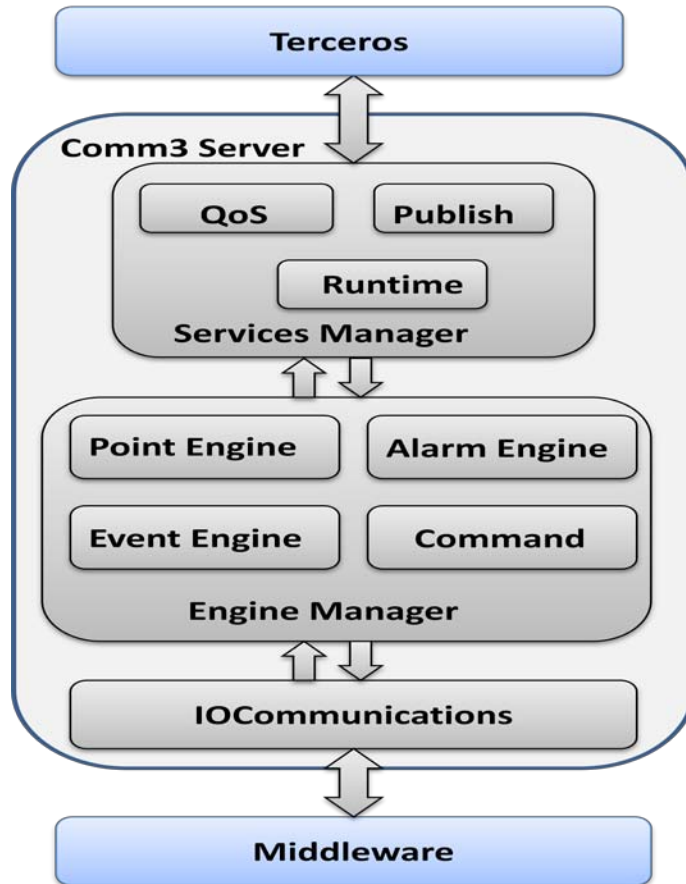 Terceros
Comm3 Server
QoS
Publish
Runtime
Services Manager
Point Engine
Alarm Engine
Event Engine
Command
Engine Manager
IOCommunications
Middleware